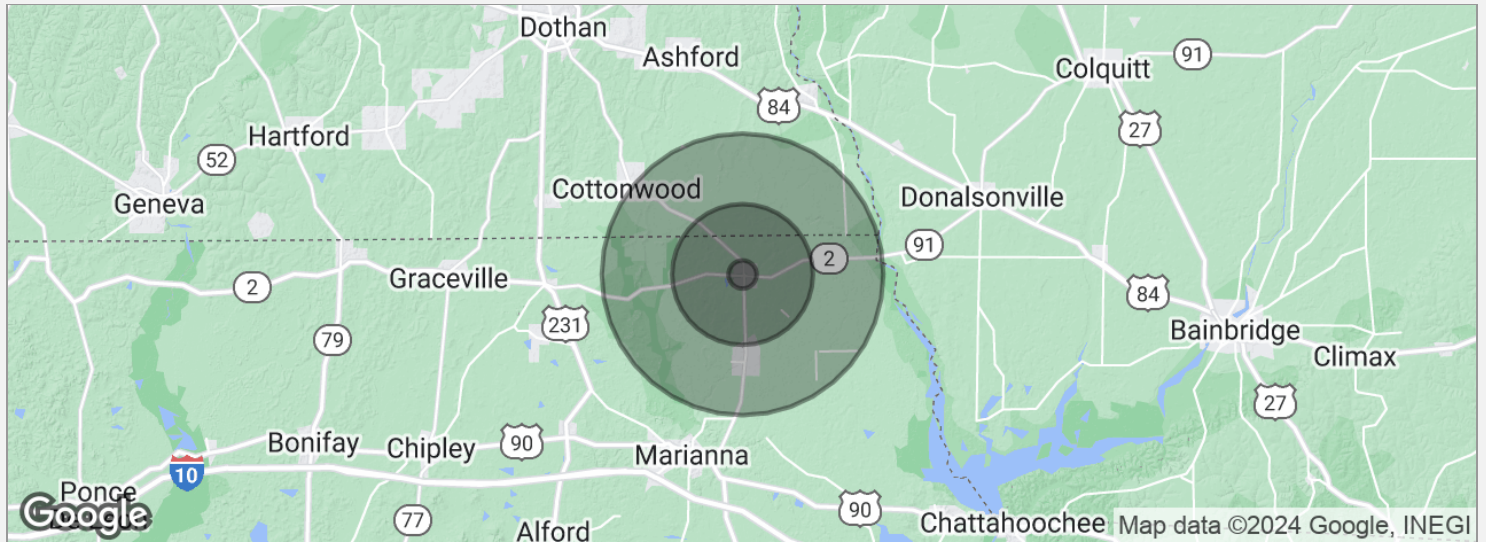 Dothan
Ashford
Colquitt
91
84
27
Hartford
52
Cottonwood
Geneva
Donalsonville
91
2
Graceville
2
84
231
79
Bainbridge
Climax
27
Bonifay
Chipley
90
Marianna
10
Ponce
Google
77
Alford
90
Chattahoochee
Map data ©2024 Google, INEGI